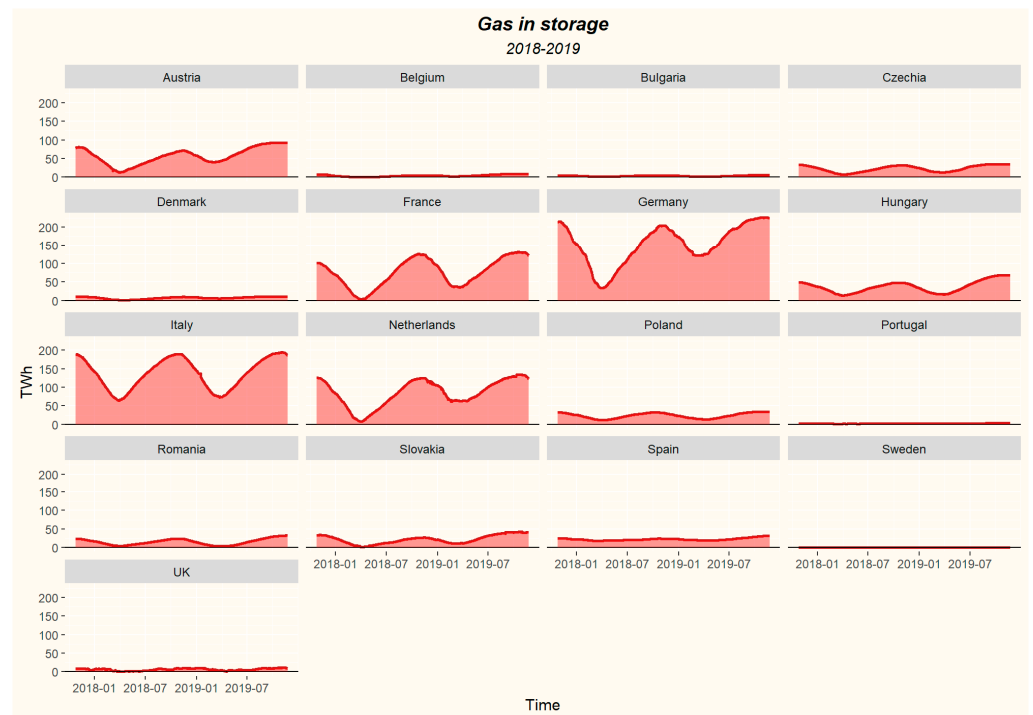 Gas in storage
2018-2019
Austria Belgium Bulgaria Czechia
200
150
100
50
0
Denmark France Germany Hungary
200
150
100
50
0
Italy Netherlands Poland Portugal
200
150
100
50
0
TWh
Romania Slovakia Spain Sweden
200
150
100
50
0
2018-01 2018-07 2019-01 2019-07 2018-01 2018-07 2019-01 2019-07 2018-01 2018-07 2019-01 2019-07
UK
200
150
100
50
0
2018-01 2018-07 2019-01 2019-07
Time